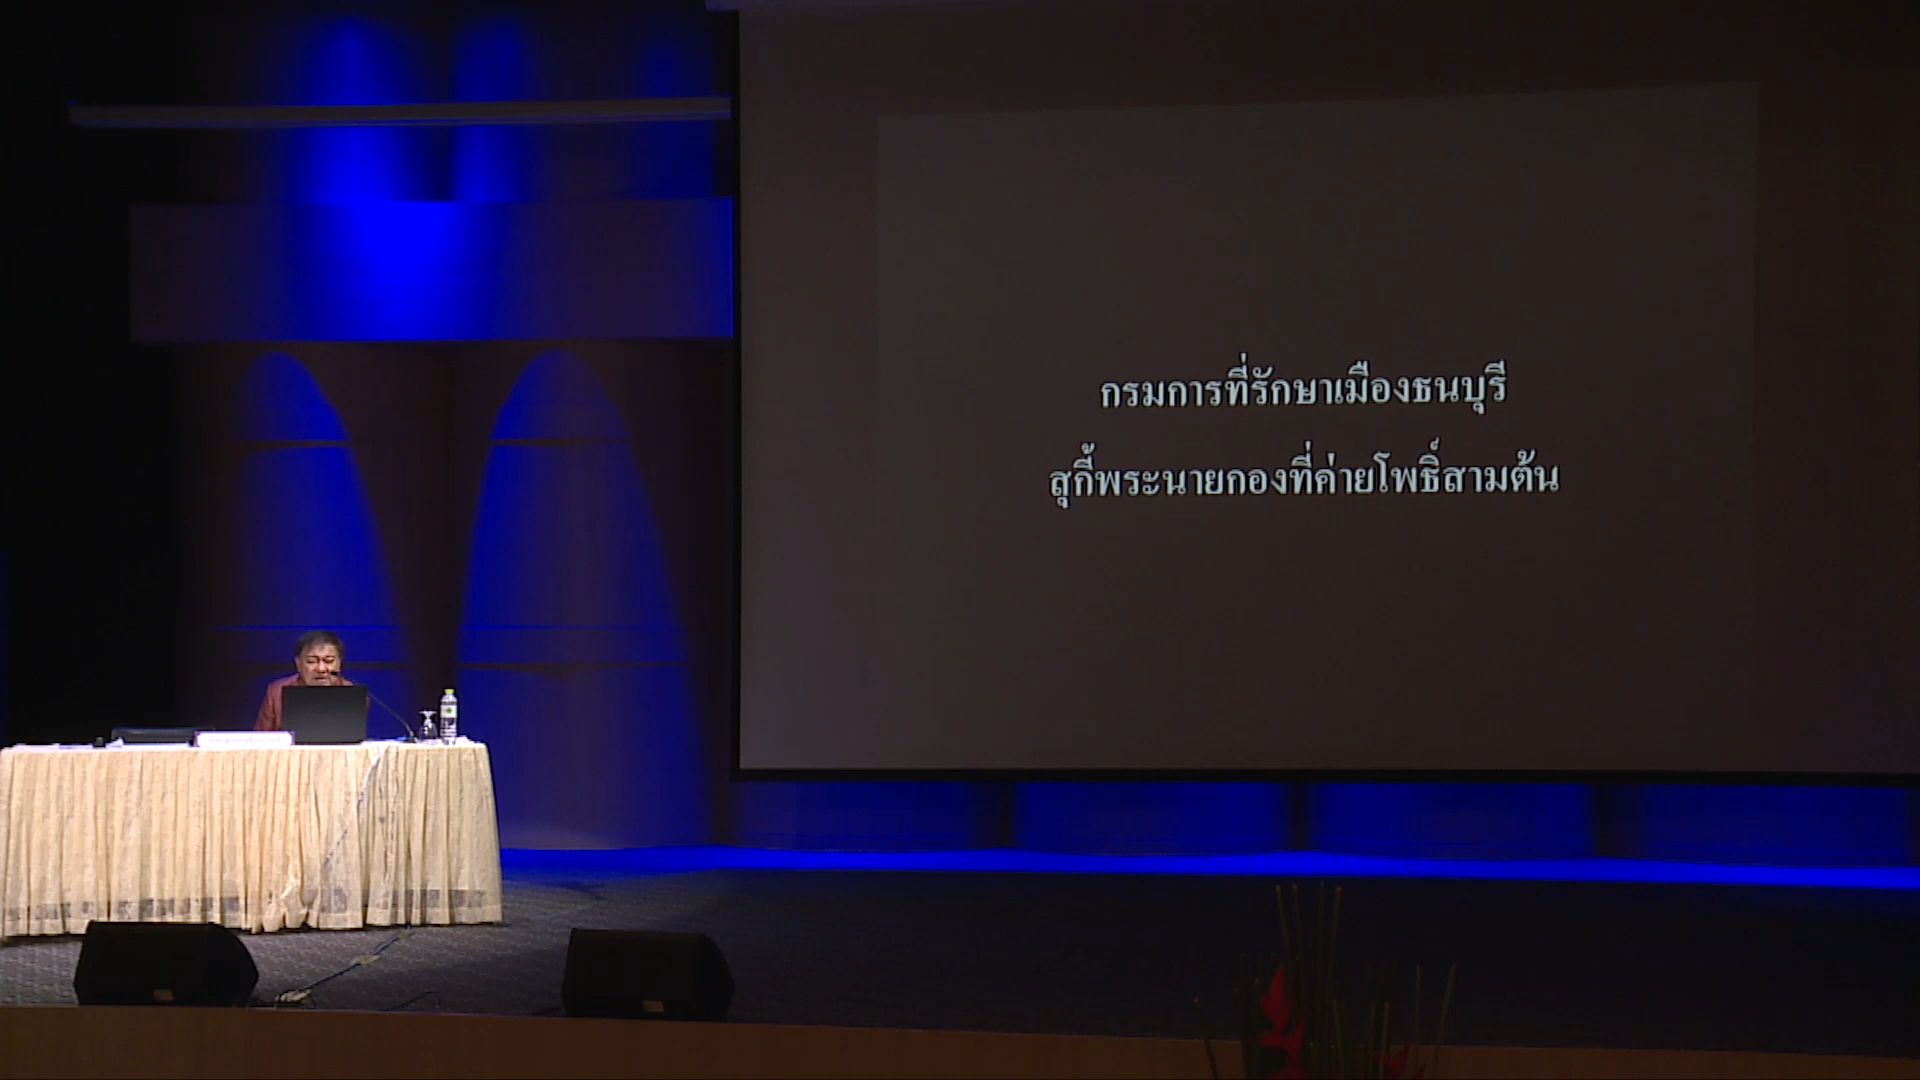 กรมการที่รักษาเมืองธนบุรี
สุกี้พระนายกองที่ค่ายโพธิ์สามต้น